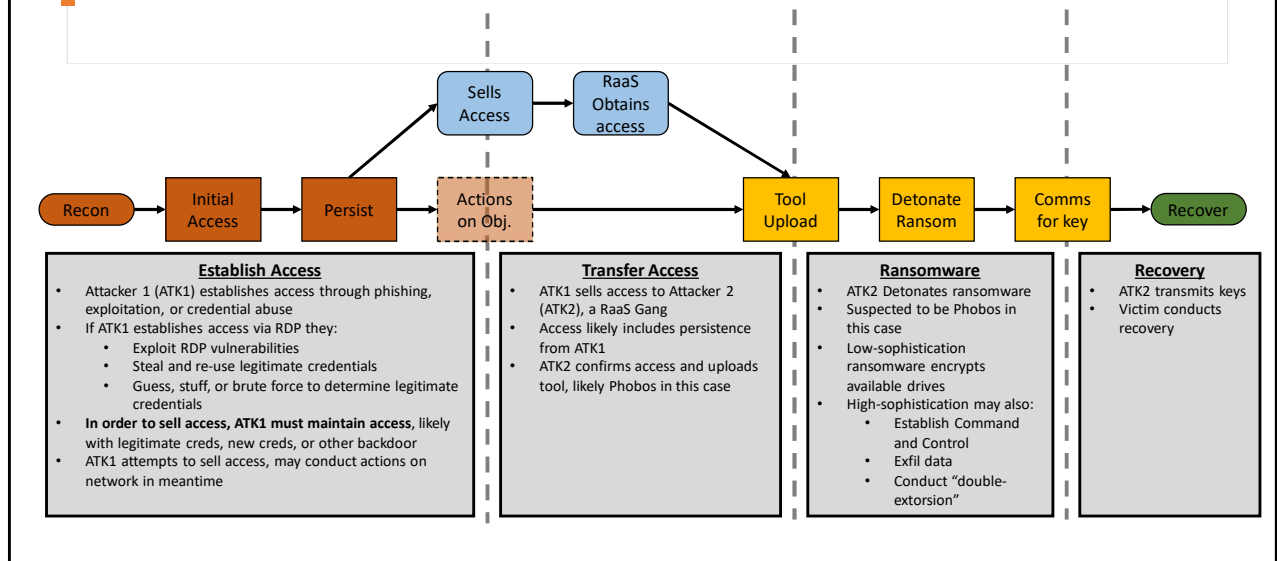 Sells
Access
RaaS
Obtains
access
Recon
Initial
Access
Persist
Actions
on Obj.
Tool
Upload
Detonate
Ransom
Comms
for key
Recover
Establish Access
• Attacker 1 (ATK1) establishes access through phishing,
exploitation, or credential abuse
• If ATK1 establishes access via RDP they:
• Exploit RDP vulnerabilities
• Steal and re-use legitimate credentials
• Guess, stuff, or brute force to determine legitimate
credentials
• In order to sell access, ATK1 must maintain access, likely
with legitimate creds, new creds, or other backdoor
• ATK1 attempts to sell access, may conduct actions on
network in meantime
Transfer Access
• ATK1 sells access to Attacker 2
(ATK2), a RaaS Gang
• Access likely includes persistence
from ATK1
• ATK2 confirms access and uploads
tool, likely Phobos in this case
Ransomware
• ATK2 Detonates ransomware
• Suspected to be Phobos in
this case
• Low-sophistication
ransomware encrypts
available drives
• High-sophistication may also:
• Establish Command
and Control
• Exfil data
• Conduct “double-
extorsion”
Recovery
• ATK2 transmits keys
• Victim conducts
recovery